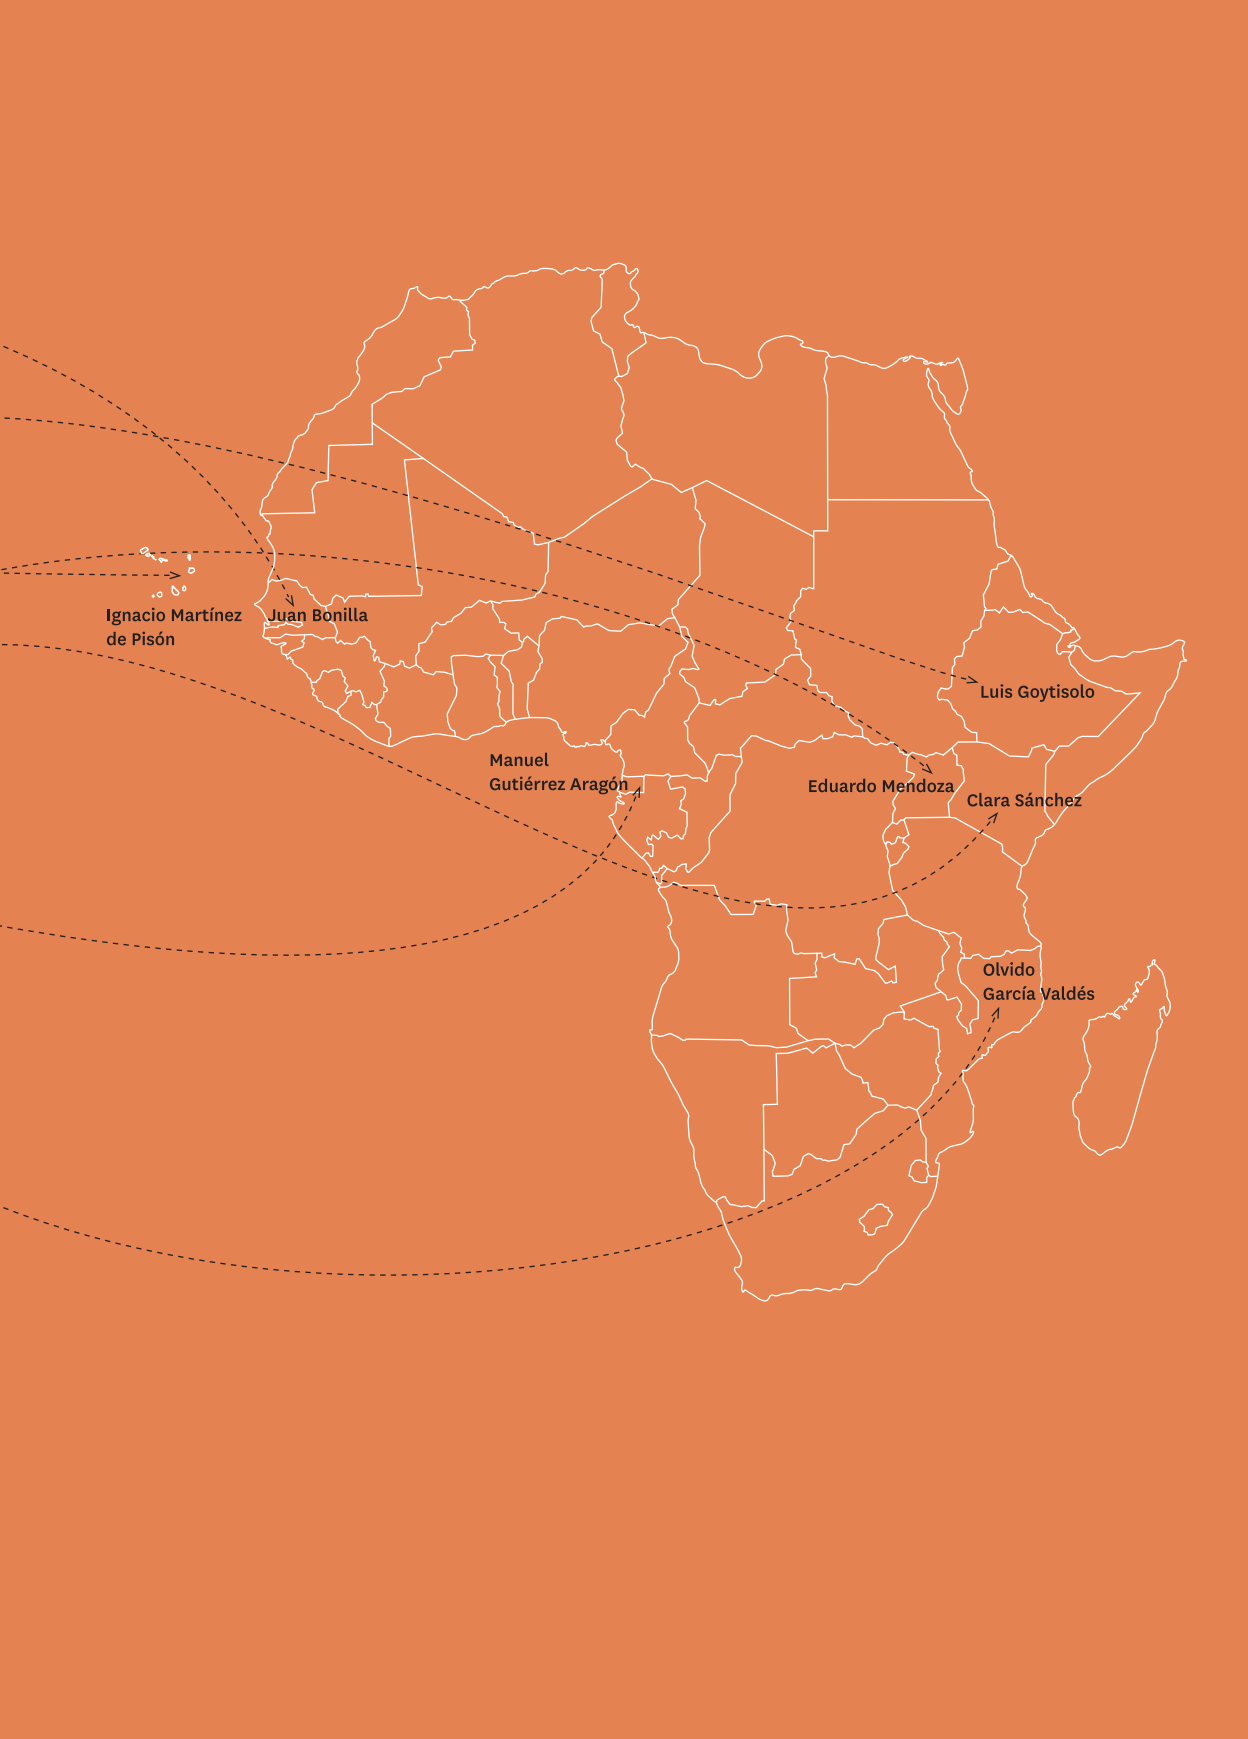 Ignacio Martínez
de Pisón
Juan Bonilla
Luis Goytisolo
Manuel
Gutiérrez Aragón
Eduardo Mendoza
Clara Sánchez
Olvido
García Valdés